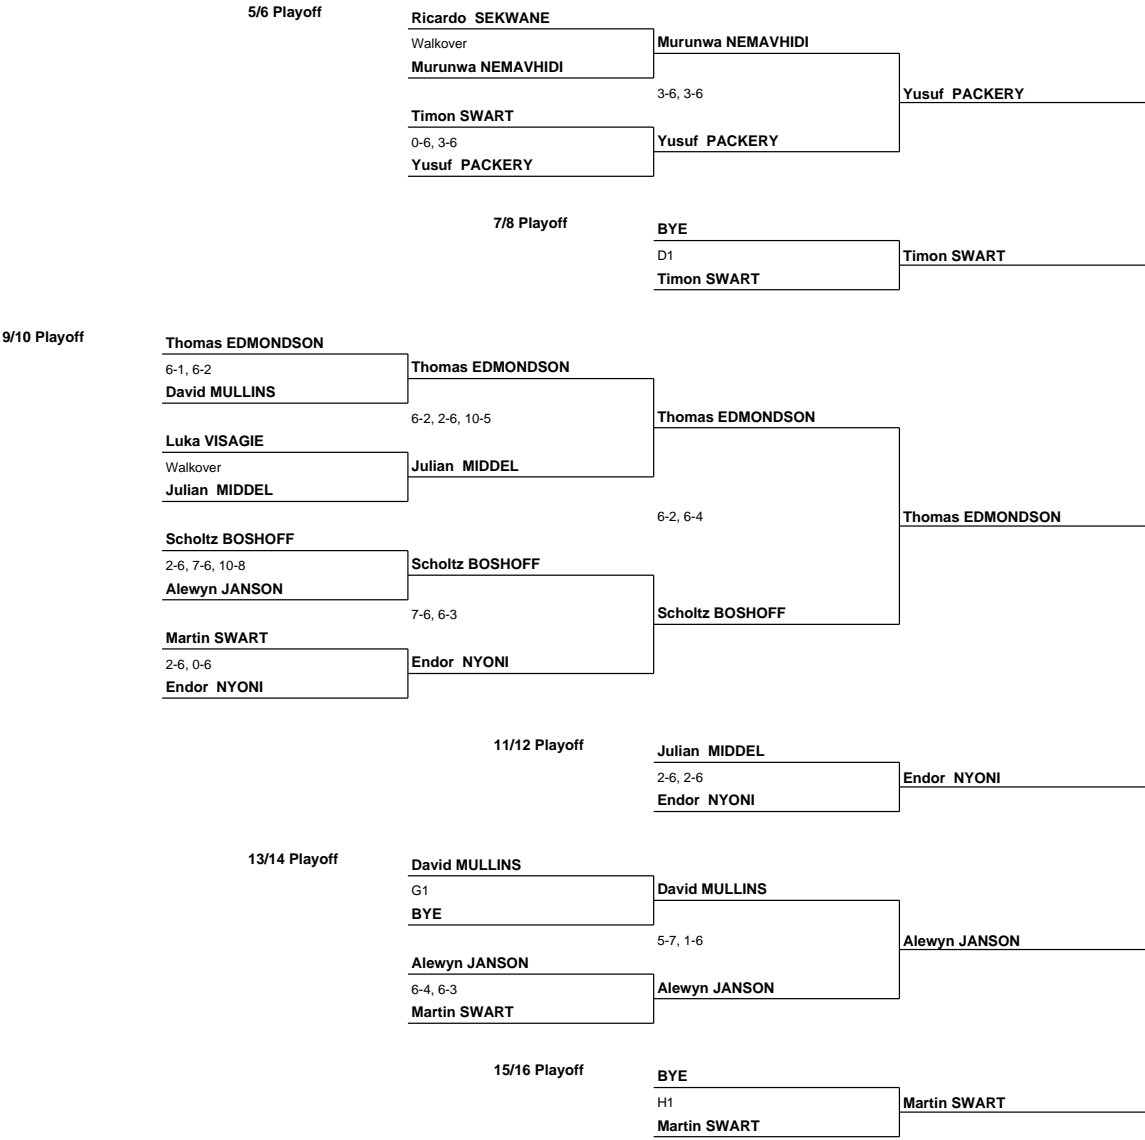 5/6 Playoff
Ricardo SEKWANE
Walkover
Murunwa NEMAVHIDI
Murunwa NEMAVHIDI
3-6, 3-6
Yusuf PACKERY
Timon SWART
0-6, 3-6
Yusuf PACKERY
Yusuf PACKERY
7/8 Playoff
BYE
D1
Timon SWART
Timon SWART
9/10 Playoff
Thomas EDMONDSON
6-1, 6-2
Thomas EDMONDSON
David MULLINS
6-2, 2-6, 10-5
Thomas EDMONDSON
Luka VISAGIE
Walkover
Julian MIDDEL
Julian MIDDEL
6-2, 6-4
Thomas EDMONDSON
Scholtz BOSHOFF
2-6, 7-6, 10-8
Scholtz BOSHOFF
Alewyn JANSON
7-6, 6-3
Scholtz BOSHOFF
Martin SWART
2-6, 0-6
Endor NYONI
Endor NYONI
11/12 Playoff
Julian MIDDEL
2-6, 2-6
Endor NYONI
Endor NYONI
13/14 Playoff
David MULLINS
G1
David MULLINS
BYE
5-7, 1-6
Alewyn JANSON
Alewyn JANSON
6-4, 6-3
Alewyn JANSON
Martin SWART
15/16 Playoff
BYE
H1
Martin SWART
Martin SWART